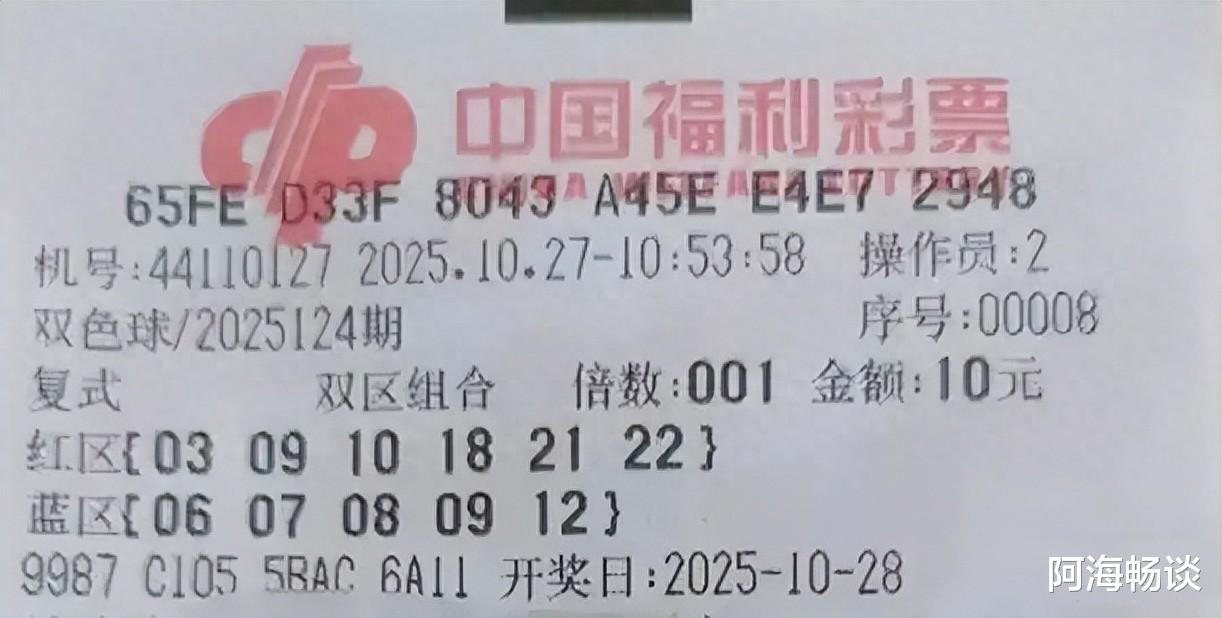 中国福利彩票
65FE D33F 8043 A45E E4E7 2948
机号:44110127 2025.10.27-10:53:58 操作员:2
双色球/2025124期 序号:00008
复式 双区组合 倍数:001 金额:10元
红区{03 09 10 18 21 22}
蓝区{06 07 08 09 12}
9987 C105 5BAC 6A11 开奖日:2025-10-28
阿海畅谈